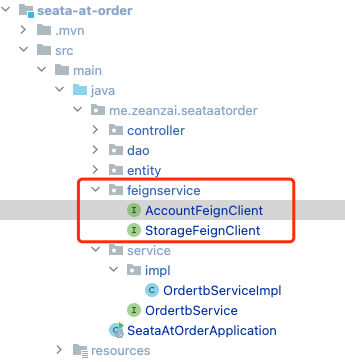 seata-at-order
.mvn
src
main
java
me.zeanzai.seataatorder
controller
dao
entity
feignservice
AccountFeignClient
StorageFeignClient
service
impl
OrdertbServiceImpl
OrdertbService
SeataAtOrderApplication
resources